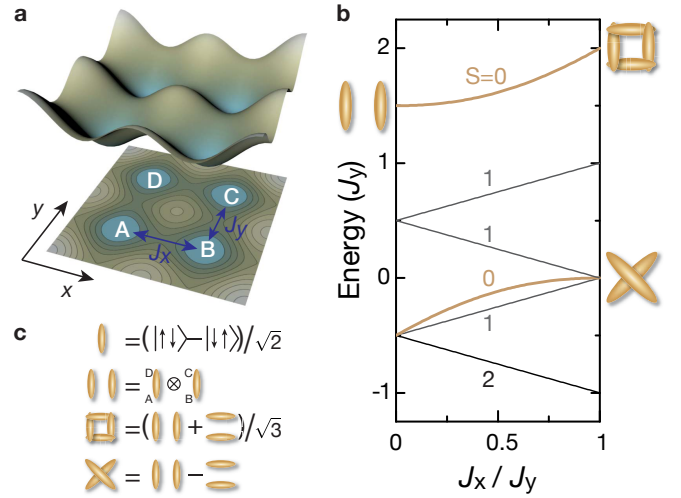 a
D
C
A
B
Jy
Jx
y
x
b
Energy (Jy)
2
1
0
-1
S=0
1
1
0
1
2
0
0.5
1
Jx / Jy
c
=(|↑↓⟩−|↓↑⟩)/√2
= D A ⊗ C B
=( + )/√3
= −